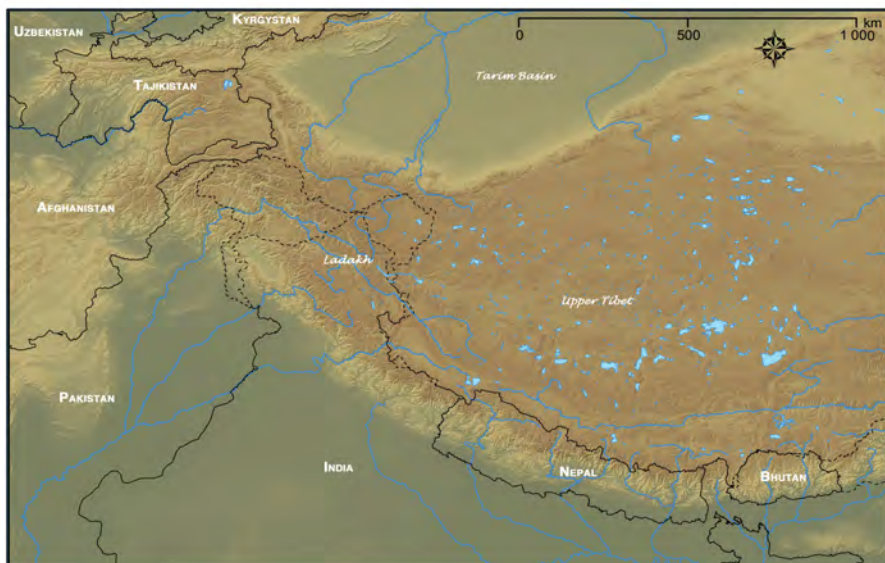 KYRGYSTAN
UZBEKISTAN
0 500 1 000
km
Tarim Basin
TAJIKISTAN
AFGHANISTAN
Ladakh
Upper Tibet
PAKISTAN
INDIA
NEPAL
BHUTAN